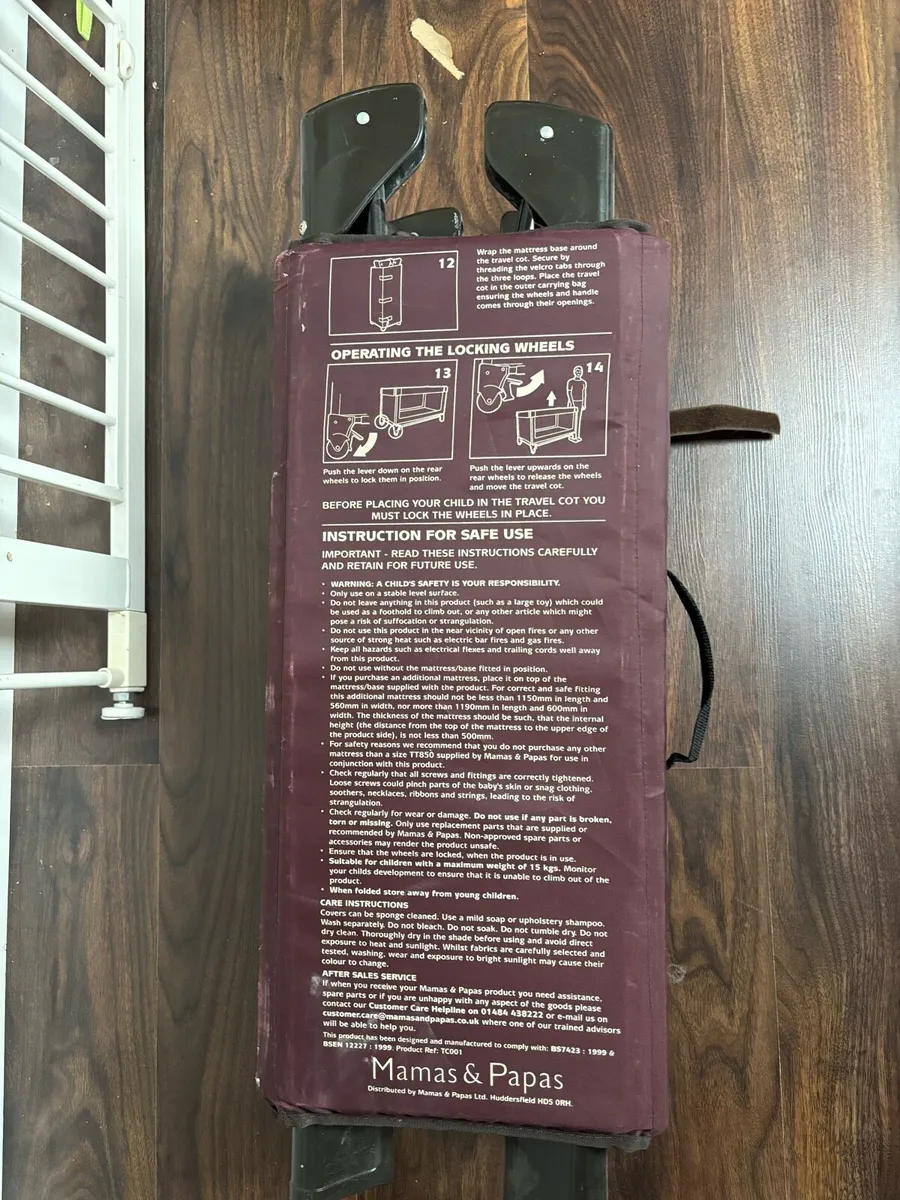 12
Wrap the mattress base around
the travel cot. Secure by
threading the velcro tabs through
the three loops. Place the travel
cot in the outer carrying bag
ensuring the wheels and handle
comes through their openings.
OPERATING THE LOCKING WHEELS
13
14
Push the lever down on the rear
wheels to lock them in position.
Push the lever upwards on the
rear wheels to release the wheels
and move the travel cot.
BEFORE PLACING YOUR CHILD IN THE TRAVEL COT YOU
MUST LOCK THE WHEELS IN PLACE.
INSTRUCTION FOR SAFE USE
IMPORTANT - READ THESE INSTRUCTIONS CAREFULLY
AND RETAIN FOR FUTURE USE.
• WARNING: A CHILD'S SAFETY IS YOUR RESPONSIBILITY.
• Only use on a stable level surface.
• Do not leave anything in this product (such as a large toy) which could
be used as a foothold to climb out, or any other article which might
pose a risk of suffocation or strangulation.
• Do not use this product in the near vicinity of open fires or any other
source of strong heat such as electric bar fires and gas fires.
• Keep all hazards such as electrical flexes and trailing cords well away
from this product.
• Do not use without the mattress/base fitted in position.
• If you purchase an additional mattress, place it on top of the
mattress/base supplied with the product. For correct and safe fitting
this additional mattress should not be less than 1150mm in length and
560mm in width, nor more than 1190mm in length and 600mm in
width. The thickness of the mattress should be such, that the internal
height (the distance from the top of the mattress to the upper edge of
the product side), is not less than 500mm.
• For safety reasons we recommend that you do not purchase any other
mattress than a size TT850 supplied by Mamas & Papas for use in
conjunction with this product.
• Check regularly that all screws and fittings are correctly tightened.
Loose screws could pinch parts of the baby's skin or snag clothing,
soothers, necklaces, ribbons and strings, leading to the risk of
strangulation.
• Check regularly for wear or damage. Do not use if any part is broken,
torn or missing. Only use replacement parts that are supplied or
recommended by Mamas & Papas. Non-approved spare parts or
accessories may render the product unsafe.
• Ensure that the wheels are locked, when the product is in use.
• Suitable for children with a maximum weight of 15 kgs. Monitor
your childs development to ensure that it is unable to climb out of the
product.
• When folded store away from young children.
CARE INSTRUCTIONS
Covers can be sponge cleaned. Use a mild soap or upholstery shampoo.
Wash separately. Do not bleach. Do not soak. Do not tumble dry. Do not
dry clean. Thoroughly dry in the shade before using and avoid direct
exposure to heat and sunlight. Whilst fabrics are carefully selected and
tested, washing, wear and exposure to bright sunlight may cause their
colour to change.
AFTER SALES SERVICE
If when you receive your Mamas & Papas product you need assistance,
spare parts or if you are unhappy with any aspect of the goods please
contact our Customer Care Helpline on 01484 438222 or e-mail us on
customer.care@mamasandpapas.co.uk where one of our trained advisors
will be able to help you.
This product has been designed and manufactured to comply with: BS7423 : 1999 &
BSEN 12227 : 1999. Product Ref: TC001
Mamas & Papas
Distributed by Mamas & Papas Ltd. Huddersfield HD5 0RH.